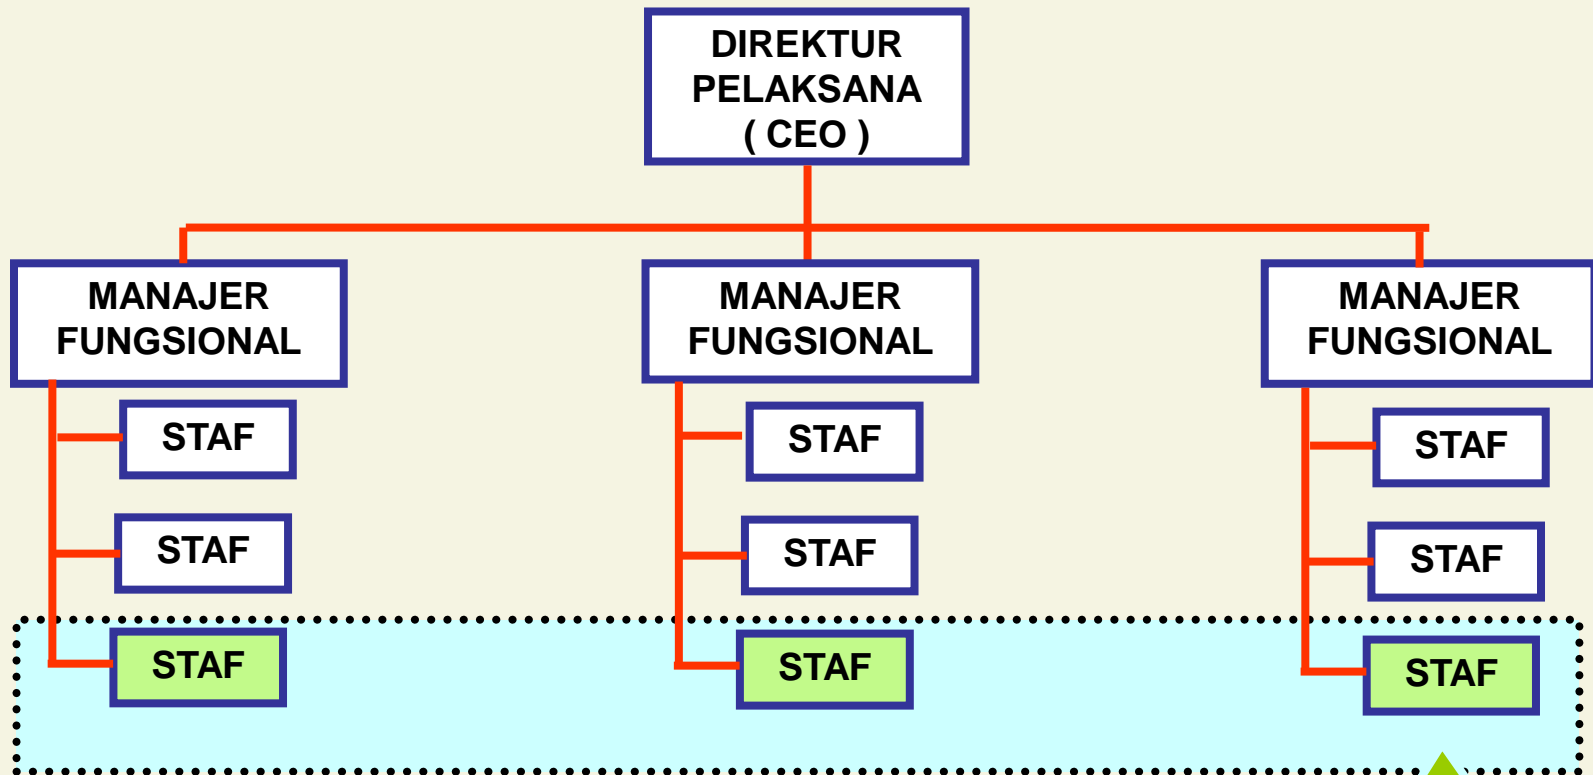 DIREKTUR
PELAKSANA
( CEO )
MANAJER
FUNGSIONAL
MANAJER
FUNGSIONAL
MANAJER
FUNGSIONAL
STAF
STAF
STAF
STAF
STAF
STAF
STAF
STAF
STAF